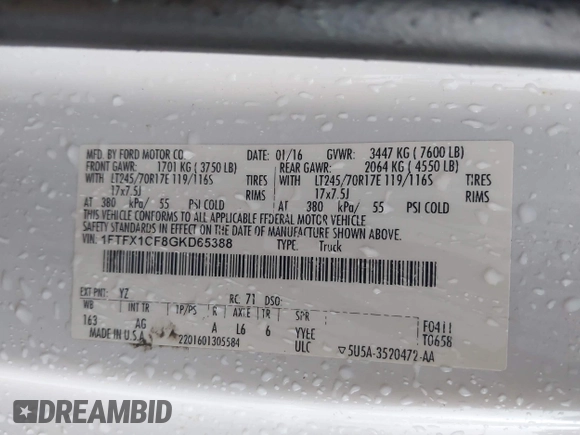 MFD. BY FORD MOTOR CO. DATE: 01/16 GVWR: 3447 KG ( 7600 LB)
FRONT GAWR: 1701 KG ( 3750 LB) REAR GAWR: 2064 KG ( 4550 LB)
WITH LT245/70R17E 119/116S TIRES WITH LT245/70R17E 119/116S TIRES
17x7.5J RIMS 17x7.5J RIMS
AT 380 kPa/ 55 PSI COLD AT 380 kPa/ 55 PSI COLD
THIS VEHICLE CONFORMS TO ALL APPLICABLE FEDERAL MOTOR VEHICLE
SAFETY STANDARDS IN EFFECT ON THE DATE OF MANUFACTURE SHOWN ABOVE.
VIN: 1FTFX1CF8GKD65388 TYPE: Truck
EXT PNT: YZ RC: 71 DSO:
WB INT TR TP/PS R AXLE TR SPR
163 AG A L6 6 YYEE F0411
MADE IN U.S.A. ULC T0658
2201601305584 ▽5U5A-3520472-AA
DREAMBID